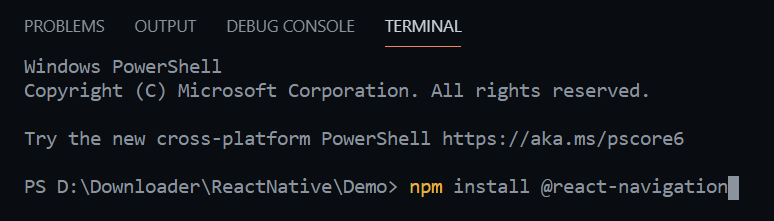 PROBLEMS OUTPUT DEBUG CONSOLE TERMINAL
Windows PowerShell
Copyright (C) Microsoft Corporation. All rights reserved.
Try the new cross-platform PowerShell https://aka.ms/pscore6
PS D:\Downloader\ReactNative\Demo> npm install @react-navigation